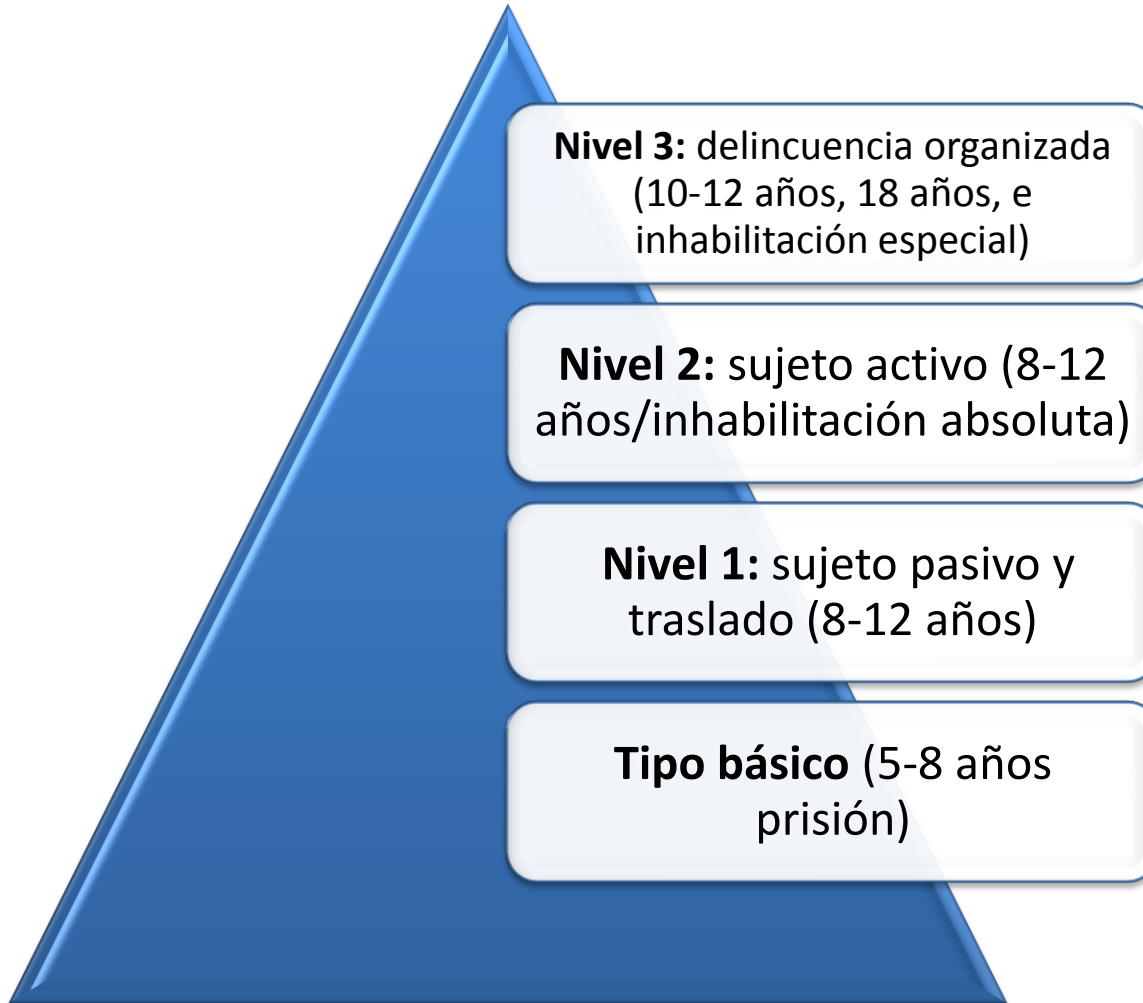 Nivel 3: delincuencia organizada
(10-12 años, 18 años, e
inhabilitación especial)
Nivel 2: sujeto activo (8-12
años/inhabilitación absoluta)
Nivel 1: sujeto pasivo y
traslado (8-12 años)
Tipo básico (5-8 años
prisión)